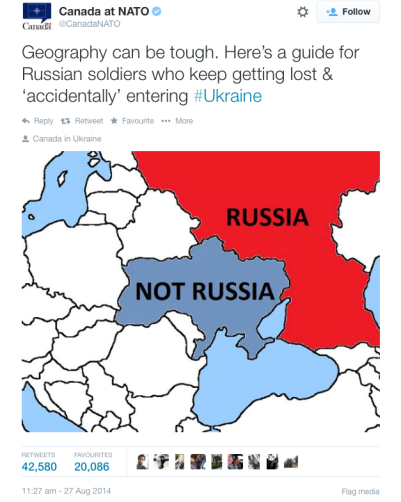 Canada at NATO
@CanadaNATO
Follow
Canada
Geography can be tough. Here's a guide for
Russian soldiers who keep getting lost &
'accidentally' entering #Ukraine
Reply Retweet Favourite More
Canada in Ukraine
RUSSIA
NOT RUSSIA
RETWEETS FAVOURITES
42,580 20,086
11:27 am - 27 Aug 2014
Flag media